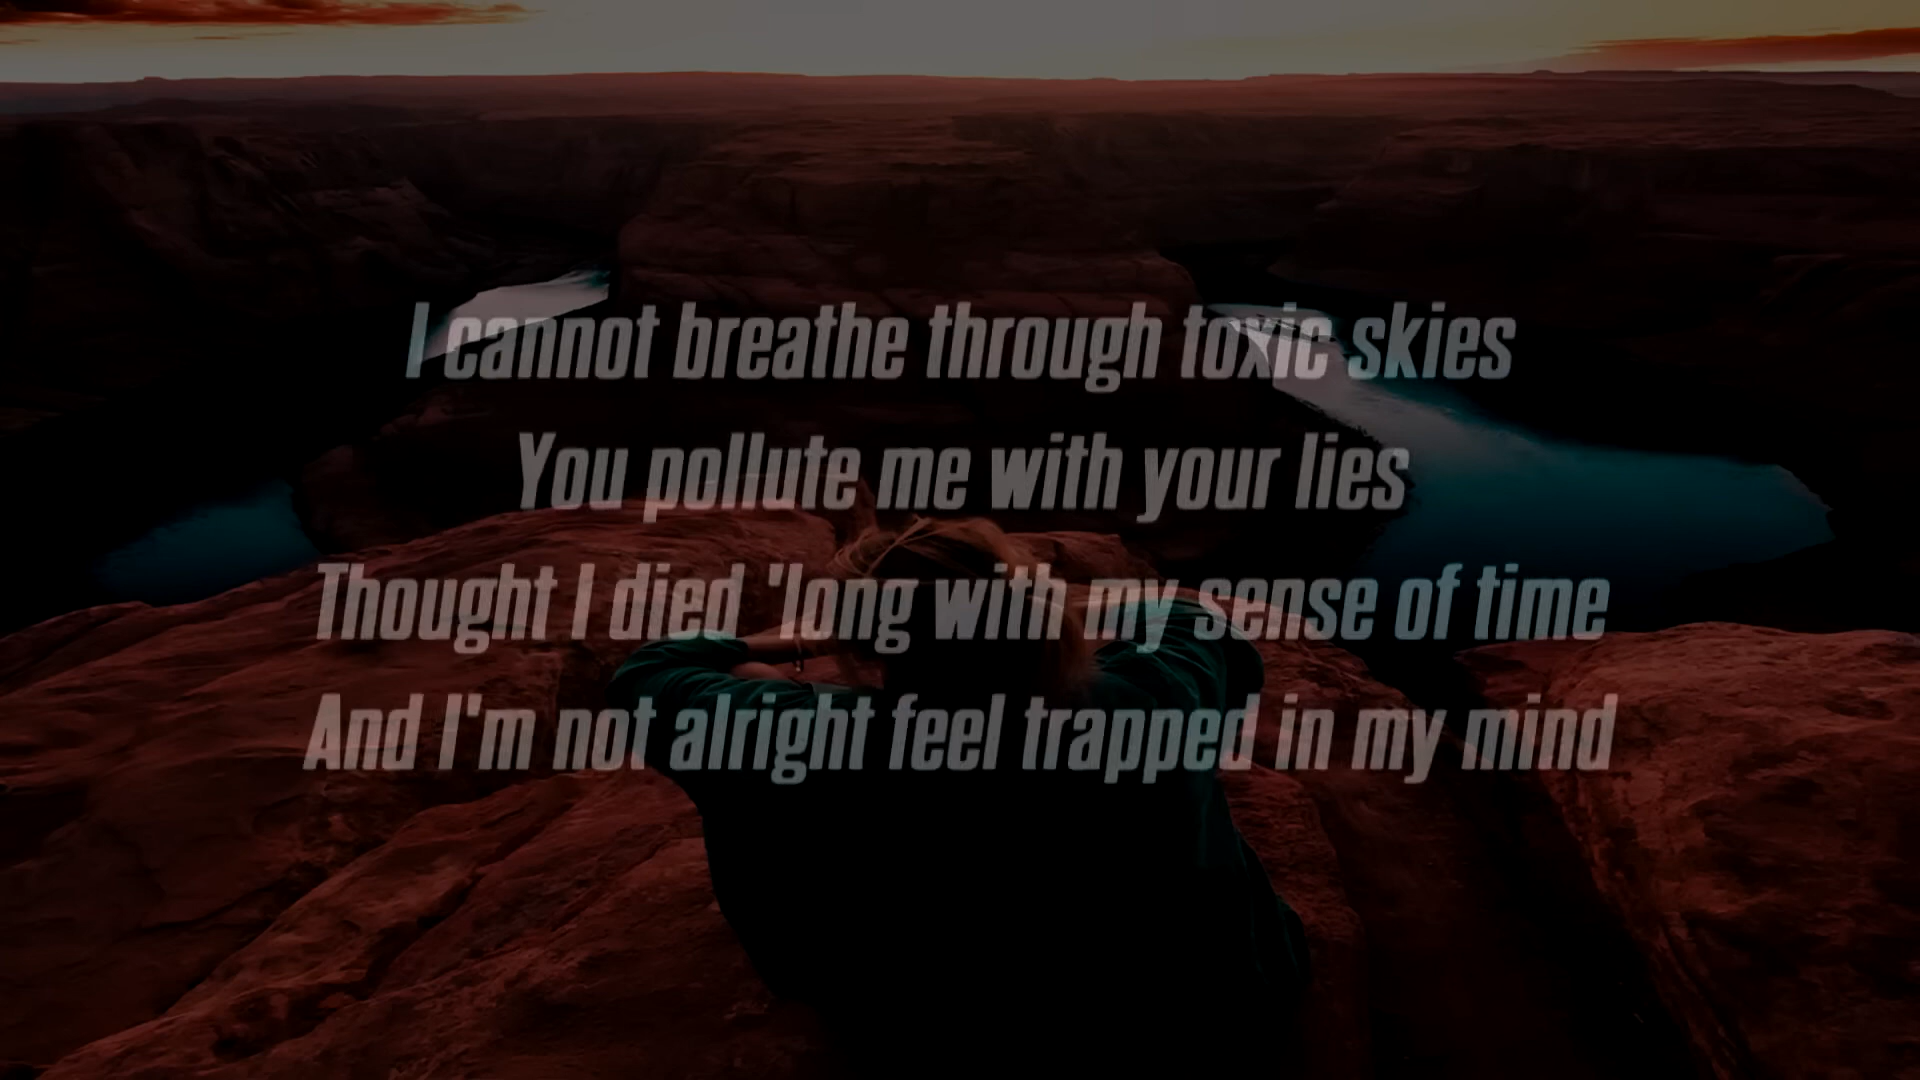 I cannot breathe through toxic skies
You pollute me with your lies
Thought I died 'long with my sense of time
And I'm not alright feel trapped in my mind